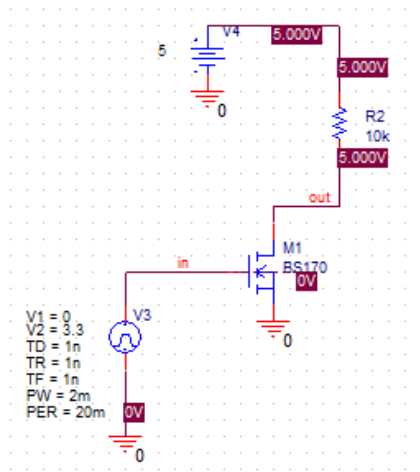 V4
5.000V
5
5.000V
0
R2
10k
5.000V
out
M1
in
BS170
0V
V1 = 0
V2 = 3.3
TD = 1n
TR = 1n
TF = 1n
PW = 2m
PER = 20m
V3
0
0V
0